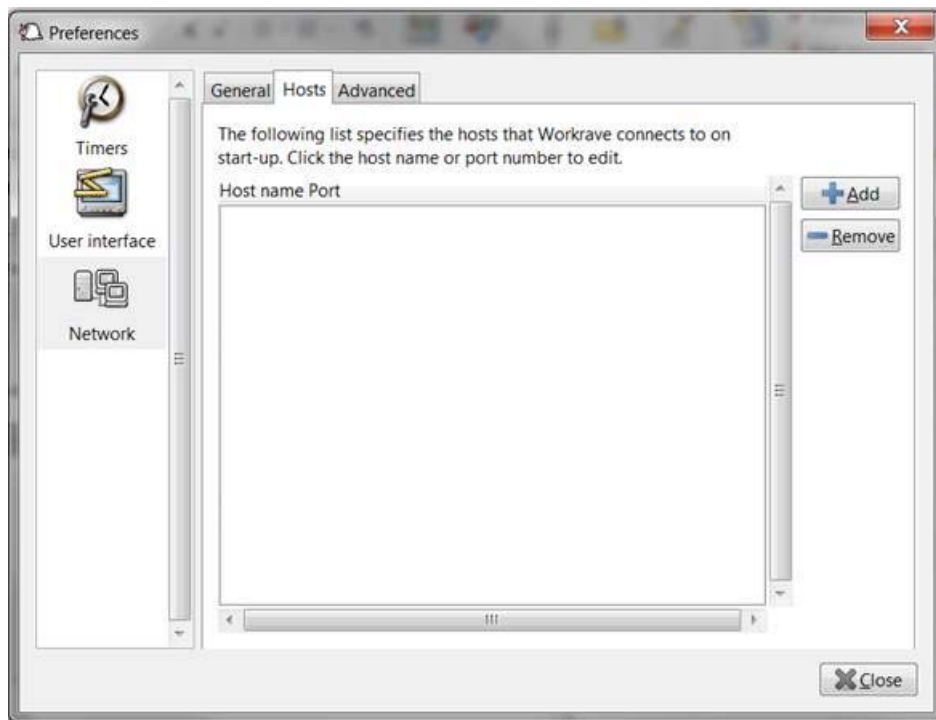 Preferences
Timers
User interface
Network
General Hosts Advanced
The following list specifies the hosts that Workrave connects to on
start-up. Click the host name or port number to edit.
Host name Port
Add
Remove
Close